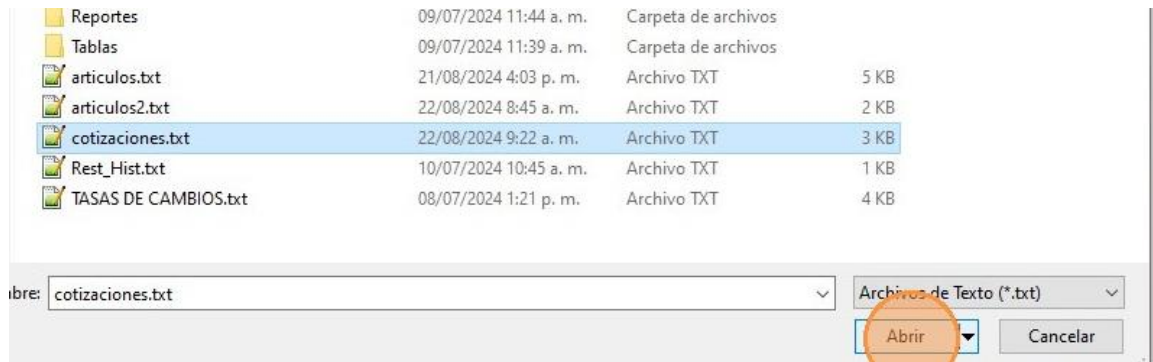 Reportes 09/07/2024 11:44 a. m. Carpeta de archivos
Tablas 09/07/2024 11:39 a. m. Carpeta de archivos
articulos.txt 21/08/2024 4:03 p. m. Archivo TXT 5 KB
articulos2.txt 22/08/2024 8:45 a. m. Archivo TXT 2 KB
cotizaciones.txt 22/08/2024 9:22 a. m. Archivo TXT 3 KB
Rest_Hist.txt 10/07/2024 10:45 a. m. Archivo TXT 1 KB
TASAS DE CAMBIOS.txt 08/07/2024 1:21 p. m. Archivo TXT 4 KB
bre: cotizaciones.txt Archivos de Texto (*.txt)
Abrir Cancelar